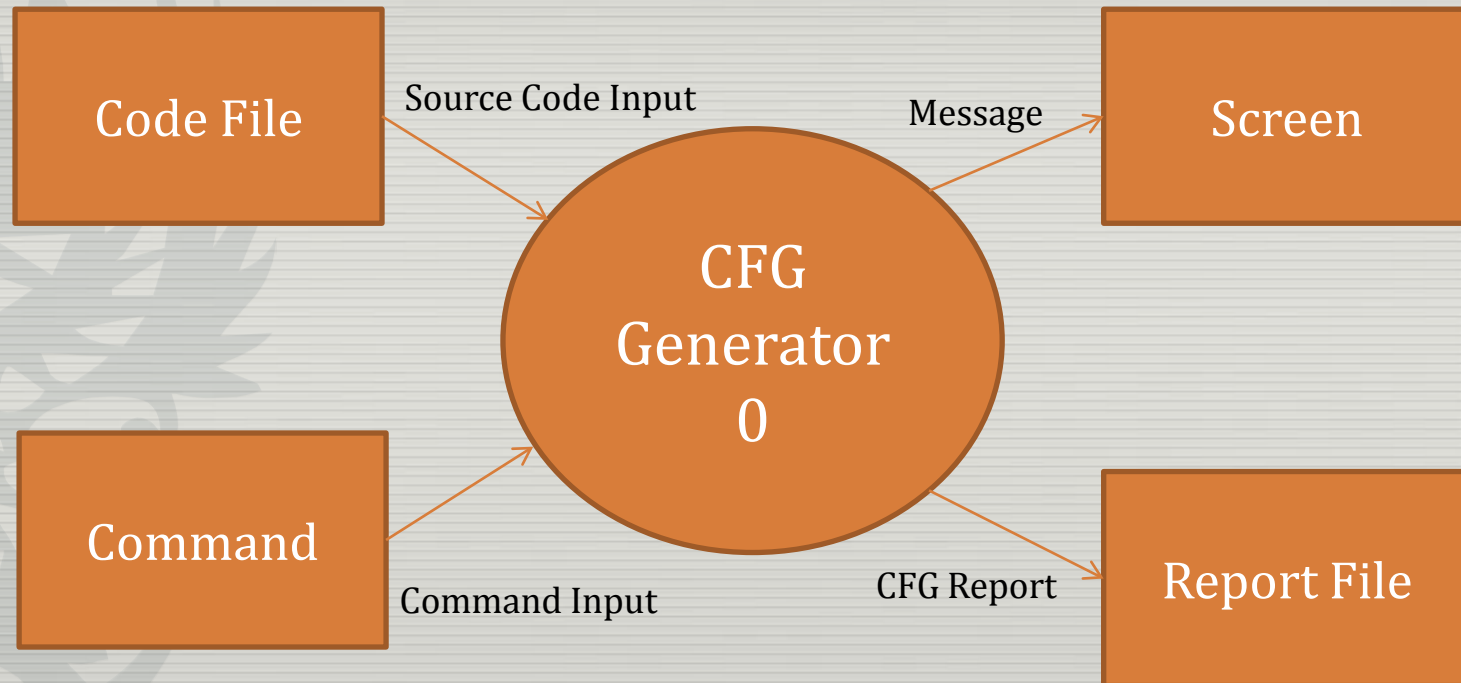 Code File
Source Code Input
Message
Screen
CFG
Generator
0
Command
Command Input
CFG Report
Report File